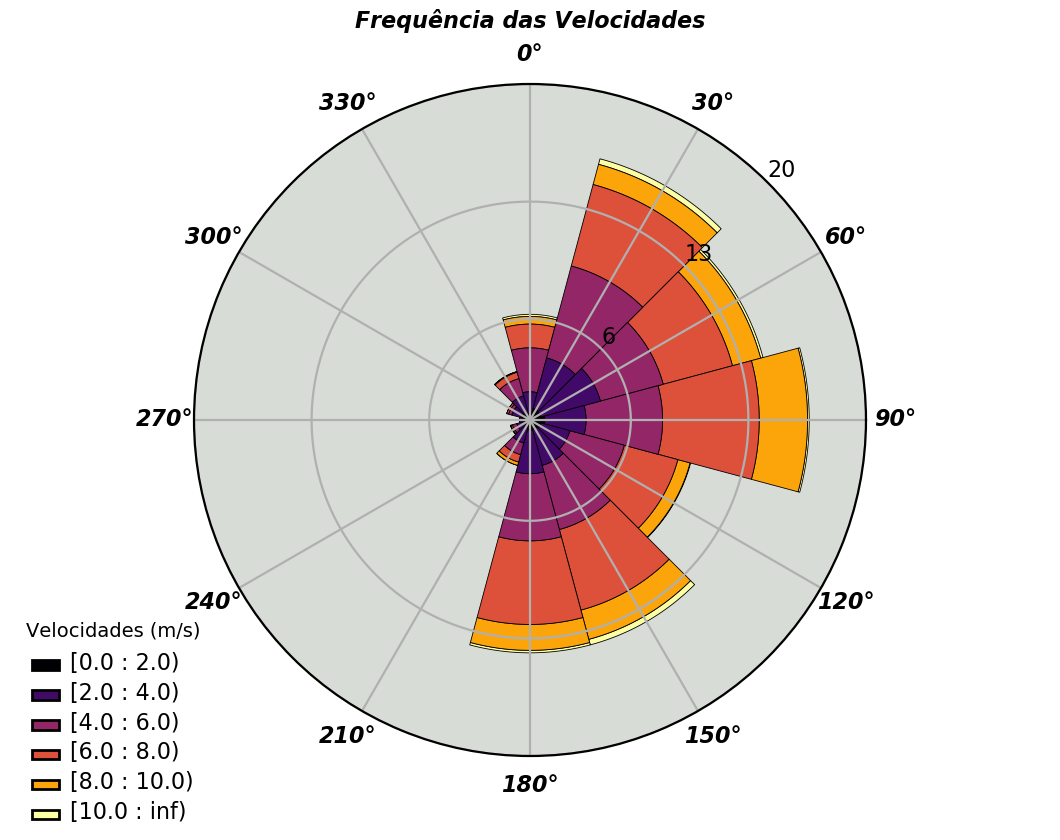 Frequência das Velocidades
0°
330°
30°
20
300°
60°
13
6
270°
90°
240°
120°
210°
150°
180°
Velocidades (m/s)
[0.0 : 2.0)
[2.0 : 4.0)
[4.0 : 6.0)
[6.0 : 8.0)
[8.0 : 10.0)
[10.0 : inf)